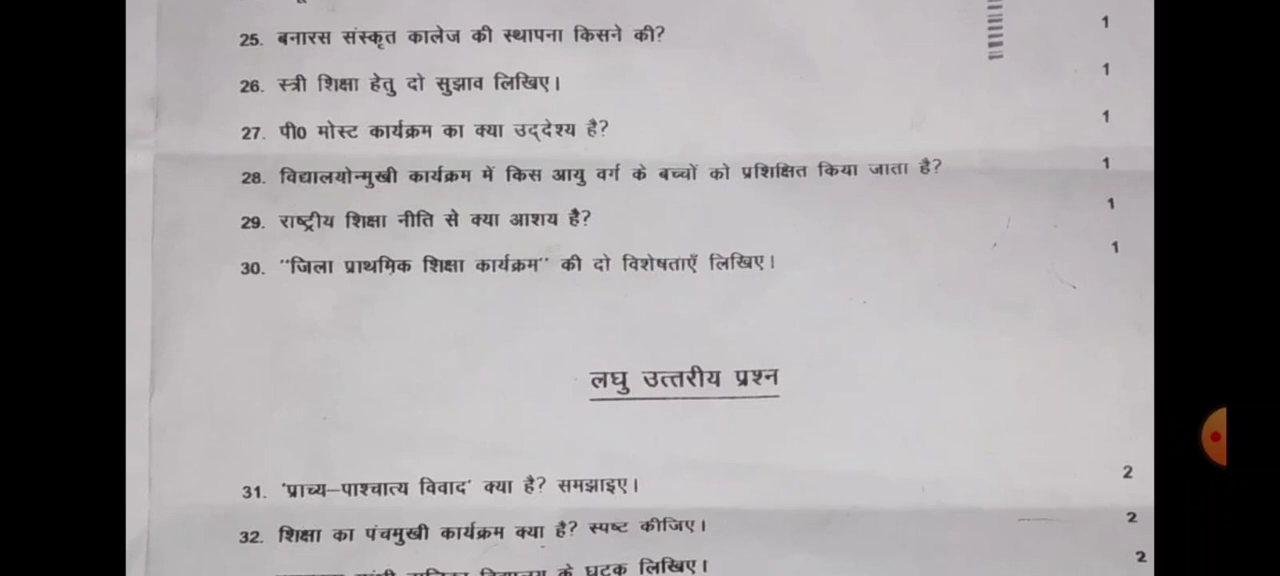 25. बनारस संस्कृत कालेज की स्थापना किसने की? 1
26. स्त्री शिक्षा हेतु दो सुझाव लिखिए। 1
27. पी0 मोस्ट कार्यक्रम का क्या उद्देश्य है? 1
28. विद्यालयोन्मुखी कार्यक्रम में किस आयु वर्ग के बच्चों को प्रशिक्षित किया जाता है? 1
29. राष्ट्रीय शिक्षा नीति से क्या आशय है? 1
30. "जिला प्राथमिक शिक्षा कार्यक्रम" की दो विशेषताएँ लिखिए। 1
लघु उत्तरीय प्रश्न
31. 'प्राच्य–पाश्चात्य विवाद' क्या है? समझाइए। 2
32. शिक्षा का पंचमुखी कार्यक्रम क्या है? स्पष्ट कीजिए। 2
के घटक लिखिए। 2